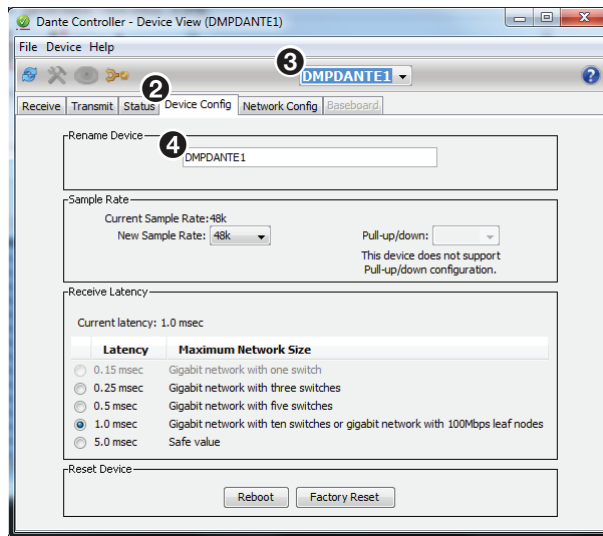 Dante Controller - Device View (DMPDANTE1)
File Device Help
❸
DMPDANTE1
❷
Receive Transmit Status Device Config Network Config Baseboard
Rename Device
❹
DMPDANTE1
Sample Rate
Current Sample Rate:48k
New Sample Rate: 48k Pull-up/down:
This device does not support
Pull-up/down configuration.
Receive Latency
Current latency: 1.0 msec
Latency Maximum Network Size
0.15 msec Gigabit network with one switch
0.25 msec Gigabit network with three switches
0.5 msec Gigabit network with five switches
1.0 msec Gigabit network with ten switches or gigabit network with 100Mbps leaf nodes
5.0 msec Safe value
Reset Device
Reboot Factory Reset